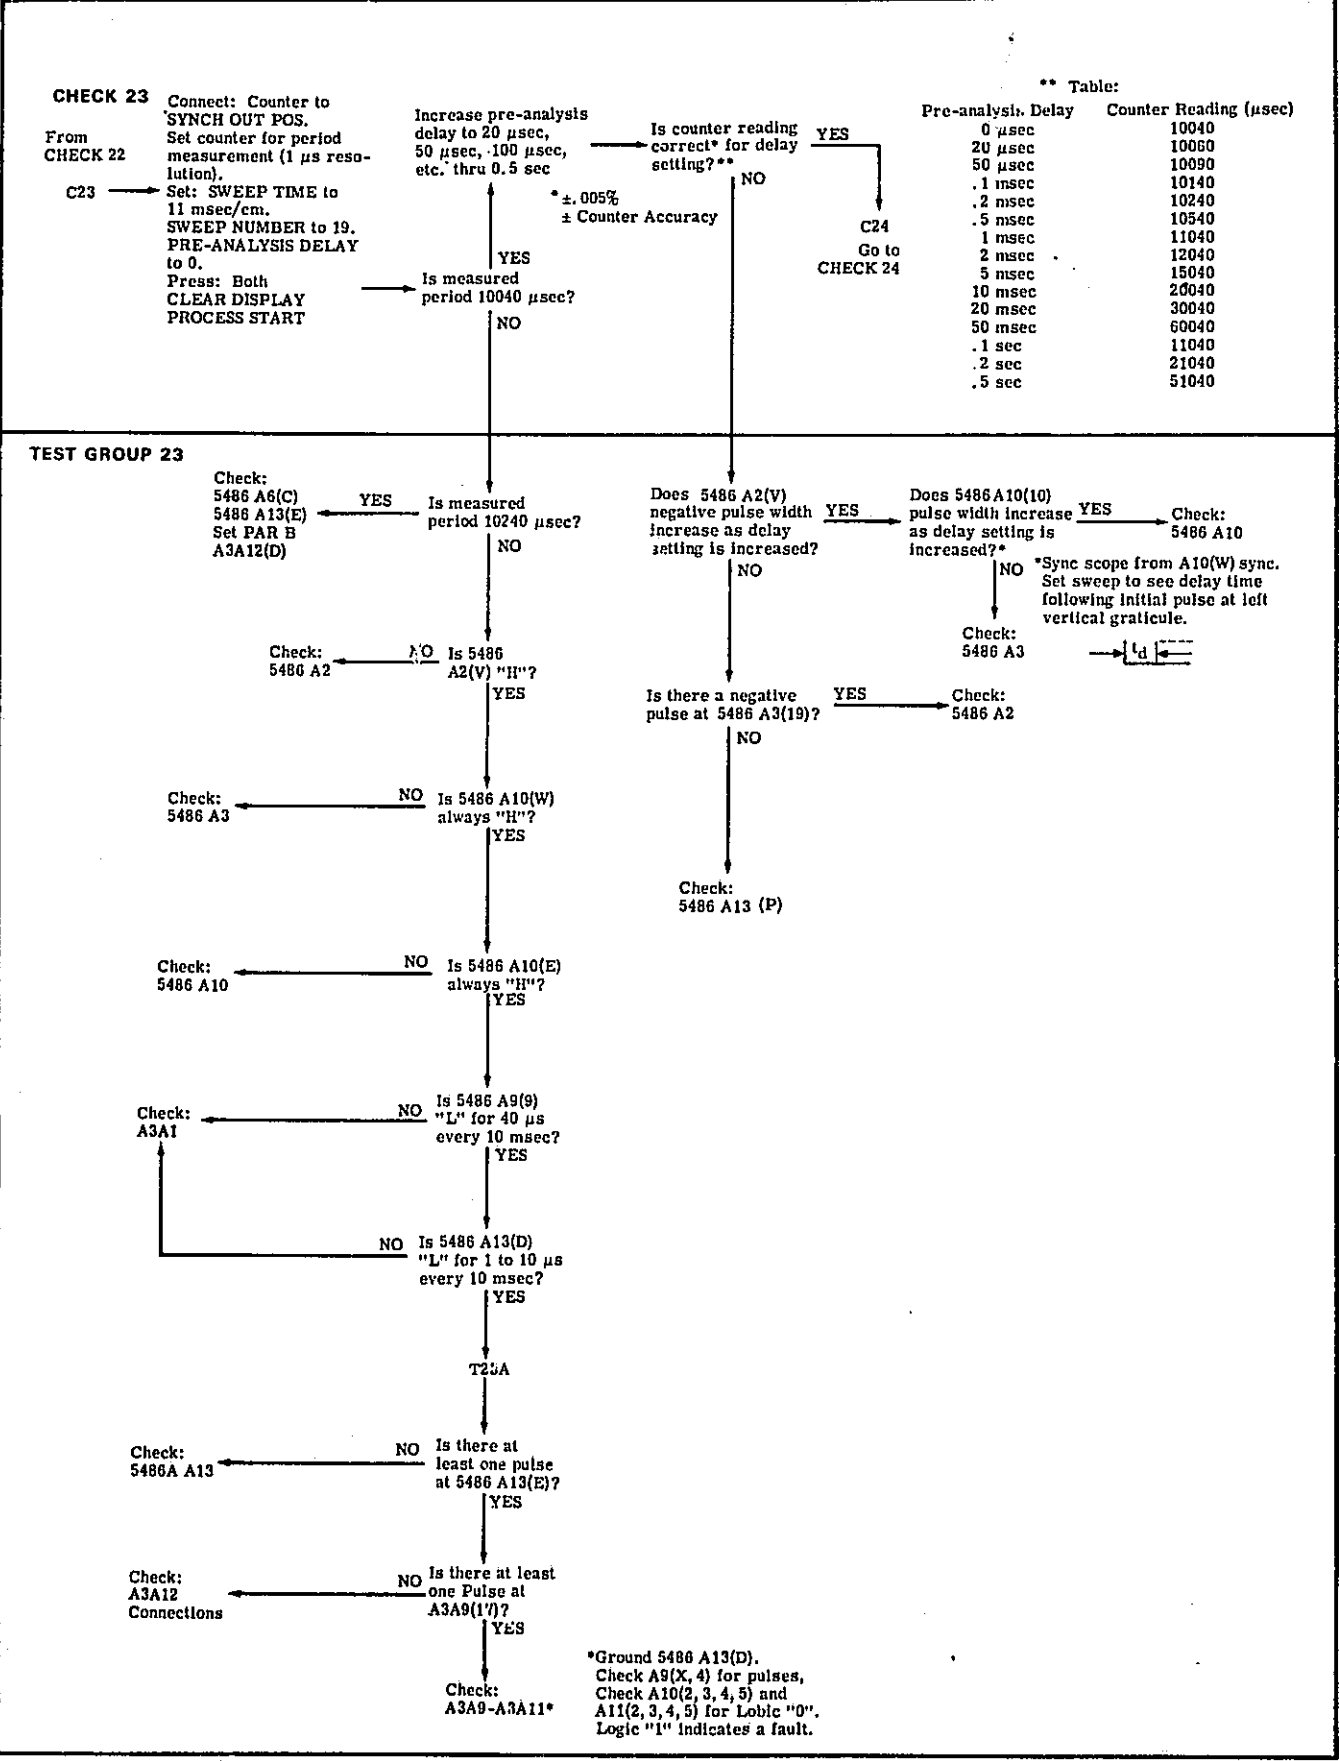 CHECK 23
From
CHECK 22
C23
Connect: Counter to
SYNCH OUT POS.
Set counter for period
measurement (1 μs reso-
lution).
Set: SWEEP TIME to
11 msec/cm.
SWEEP NUMBER to 19.
PRE-ANALYSIS DELAY
to 0.
Press: Both
CLEAR DISPLAY
PROCESS START
Increase pre-analysis
delay to 20 μsec,
50 μsec, 100 μsec,
etc. thru 0.5 sec
YES
Is measured
period 10040 μsec?
NO
* ±.005%
± Counter Accuracy
Is counter reading
correct* for delay
setting?**
YES
NO
C24
Go to
CHECK 24
** Table:
Pre-analysis Delay Counter Reading (μsec)
0 μsec 10040
20 μsec 10060
50 μsec 10090
.1 msec 10140
.2 msec 10240
.5 msec 10540
1 msec 11040
2 msec 12040
5 msec 15040
10 msec 20040
20 msec 30040
50 msec 60040
.1 sec 11040
.2 sec 21040
.5 sec 51040
TEST GROUP 23
Check:
5486 A6(C)
5486 A13(E)
Set PAR B
A3A12(D)
YES
Is measured
period 10240 μsec?
NO
Check:
5486 A2
NO
Is 5486
A2(V) "H"?
YES
Check:
5486 A3
NO
Is 5486 A10(W)
always "H"?
YES
Check:
5486 A10
NO
Is 5486 A10(E)
always "H"?
YES
Check:
A3A1
NO
Is 5486 A9(9)
"L" for 40 μs
every 10 msec?
YES
NO
Is 5486 A13(D)
"L" for 1 to 10 μs
every 10 msec?
YES
T23A
Check:
5486A A13
NO
Is there at
least one pulse
at 5486 A13(E)?
YES
Check:
A3A12
Connections
NO
Is there at least
one Pulse at
A3A9(17)?
YES
Check:
A3A9-A3A11*
*Ground 5486 A13(D).
Check A9(X, 4) for pulses,
Check A10(2, 3, 4, 5) and
A11(2, 3, 4, 5) for Lobic "0".
Logic "1" indicates a fault.
Does 5486 A2(V)
negative pulse width
increase as delay
setting is increased?
YES
NO
Does 5486A10(10)
pulse width increase
as delay setting is
increased?*
YES
Check:
5486 A10
NO
*Sync scope from A10(W) sync.
Set sweep to see delay time
following initial pulse at left
vertical graticule.
td
Check:
5486 A3
Is there a negative
pulse at 5486 A3(19)?
YES
Check:
5486 A2
NO
Check:
5486 A13 (P)